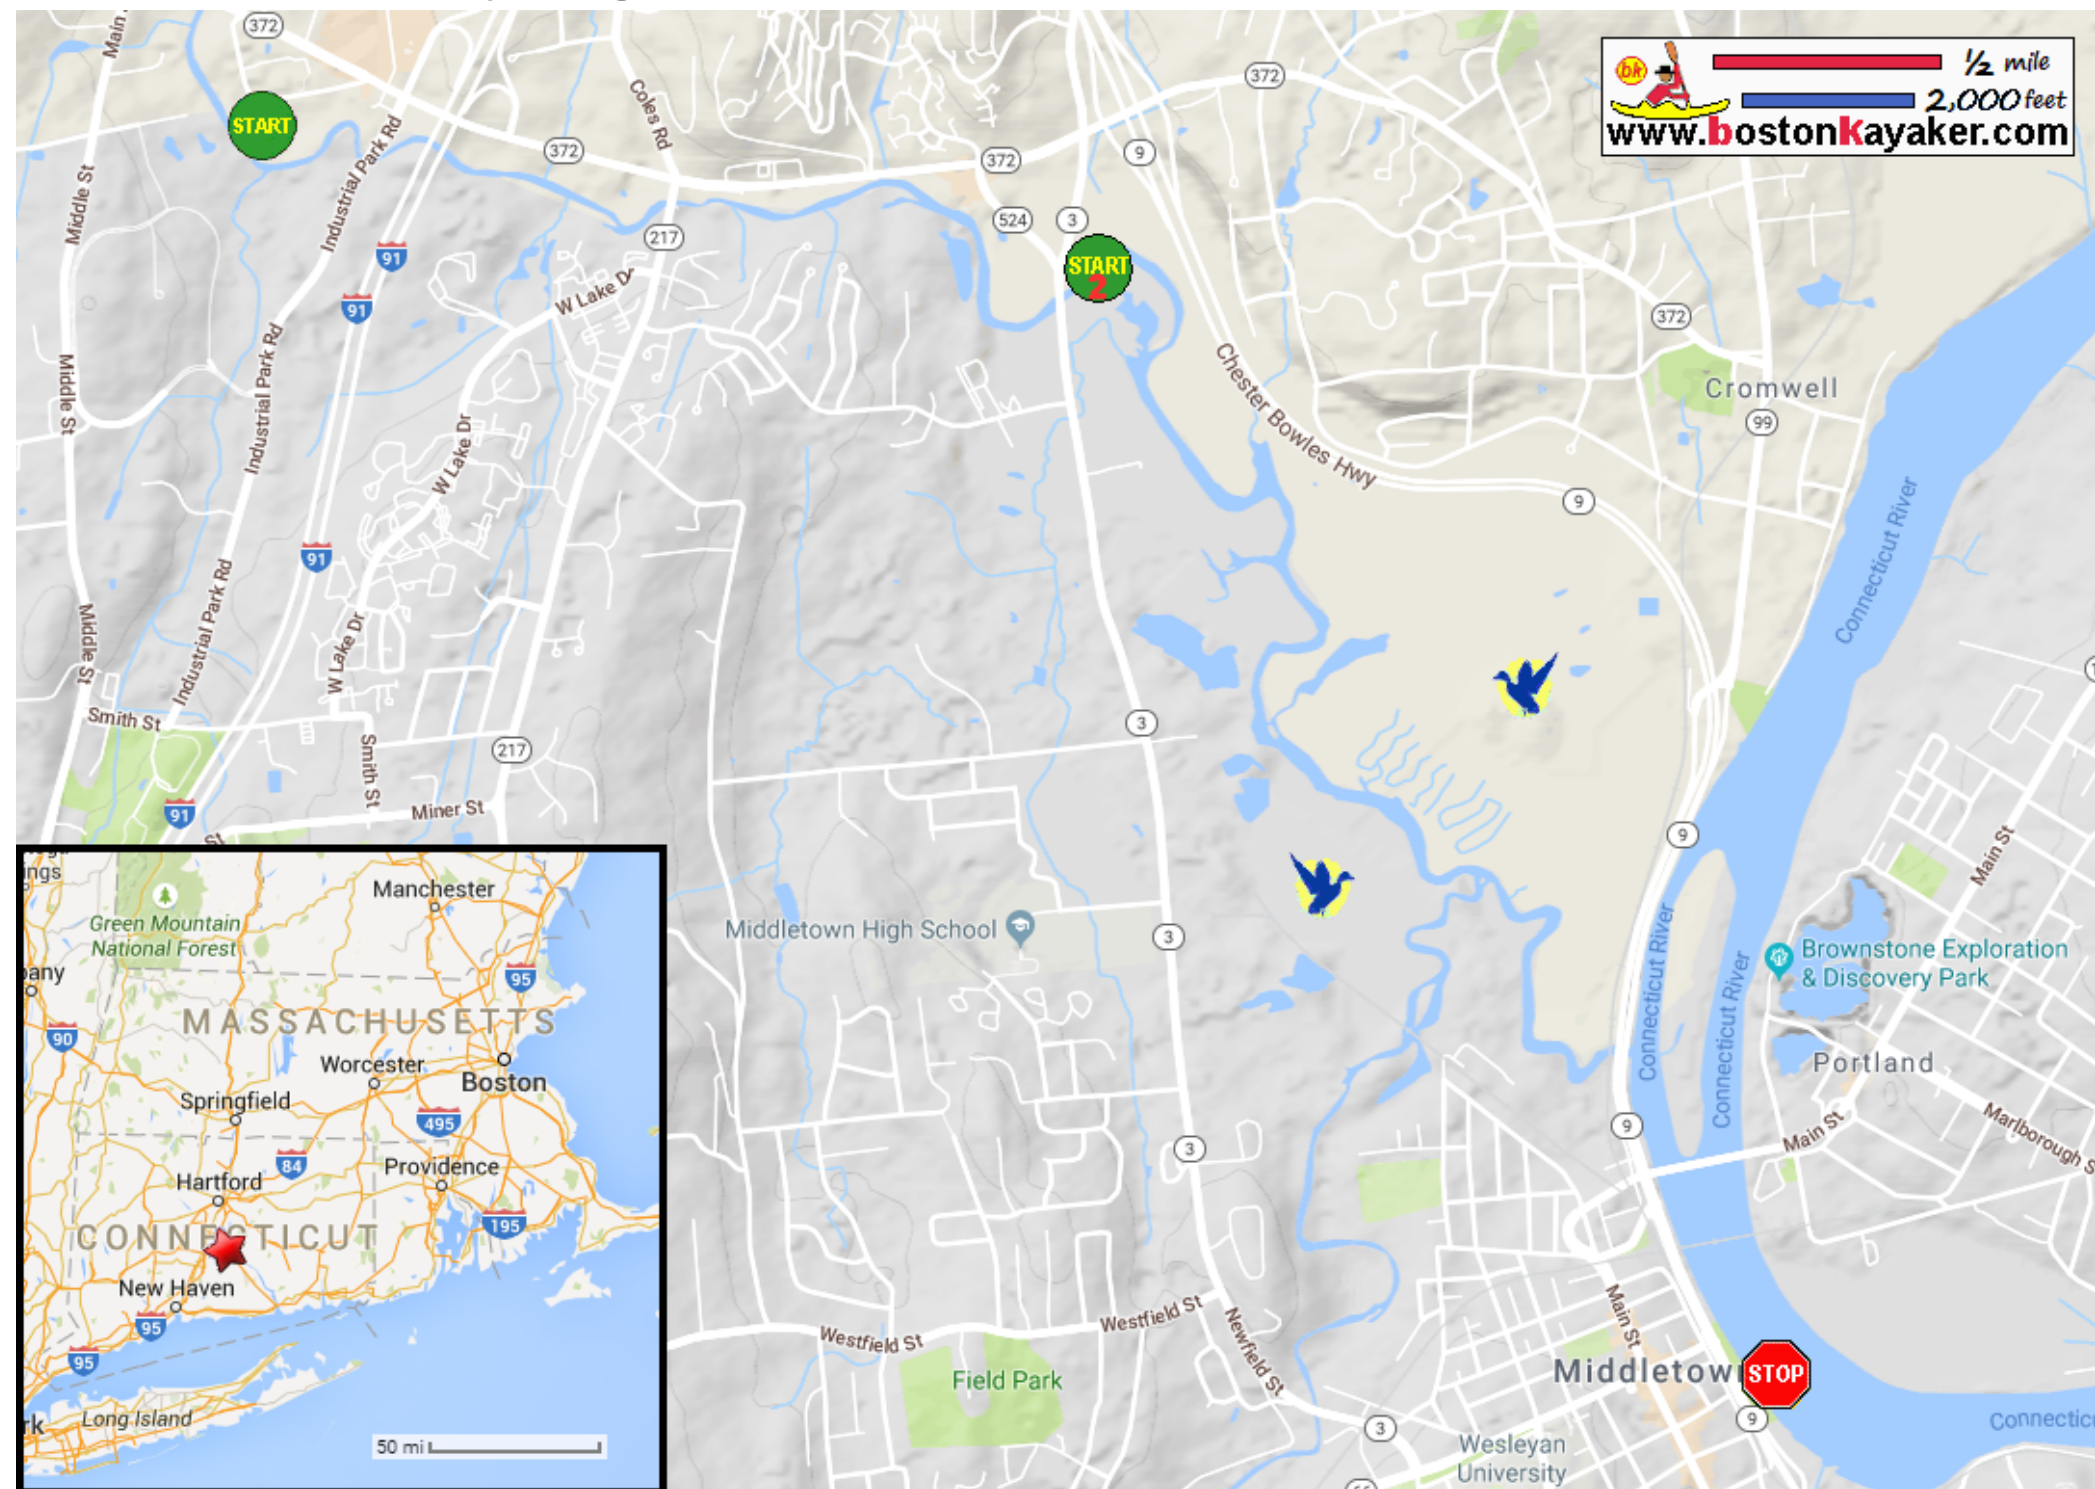 372
Main
START
Middle St
Industrial Park Rd
91
372
Coles Rd
372
372
9
524
3
START
2
217
W Lake Dr
½ mile
2,000 feet
bk
www.bostonKayaker.com
91
Industrial Park Rd
Middle St
W Lake Dr
Chester Bowles Hwy
372
Cromwell
99
9
91
Industrial Park Rd
Middle St
W Lake Dr
Connecticut River
Smith St
Smith St
217
3
91
Miner St
St
9
Main St
Middletown High School
3
Connecticut River
Connecticut River
Brownstone Exploration
& Discovery Park
Portland
Main St
Marlborough S
9
3
Westfield St
Westfield St
Newfield St
Field Park
Main St
Middletow
STOP
9
3
Connectic
Wesleyan
University
ings
Green Mountain
National Forest
Manchester
95
any
90
MASSACHUSETTS
Worcester
Boston
Springfield
495
84
Providence
Hartford
195
CONNECTICUT
New Haven
95
95
Long Island
rk
50 mi